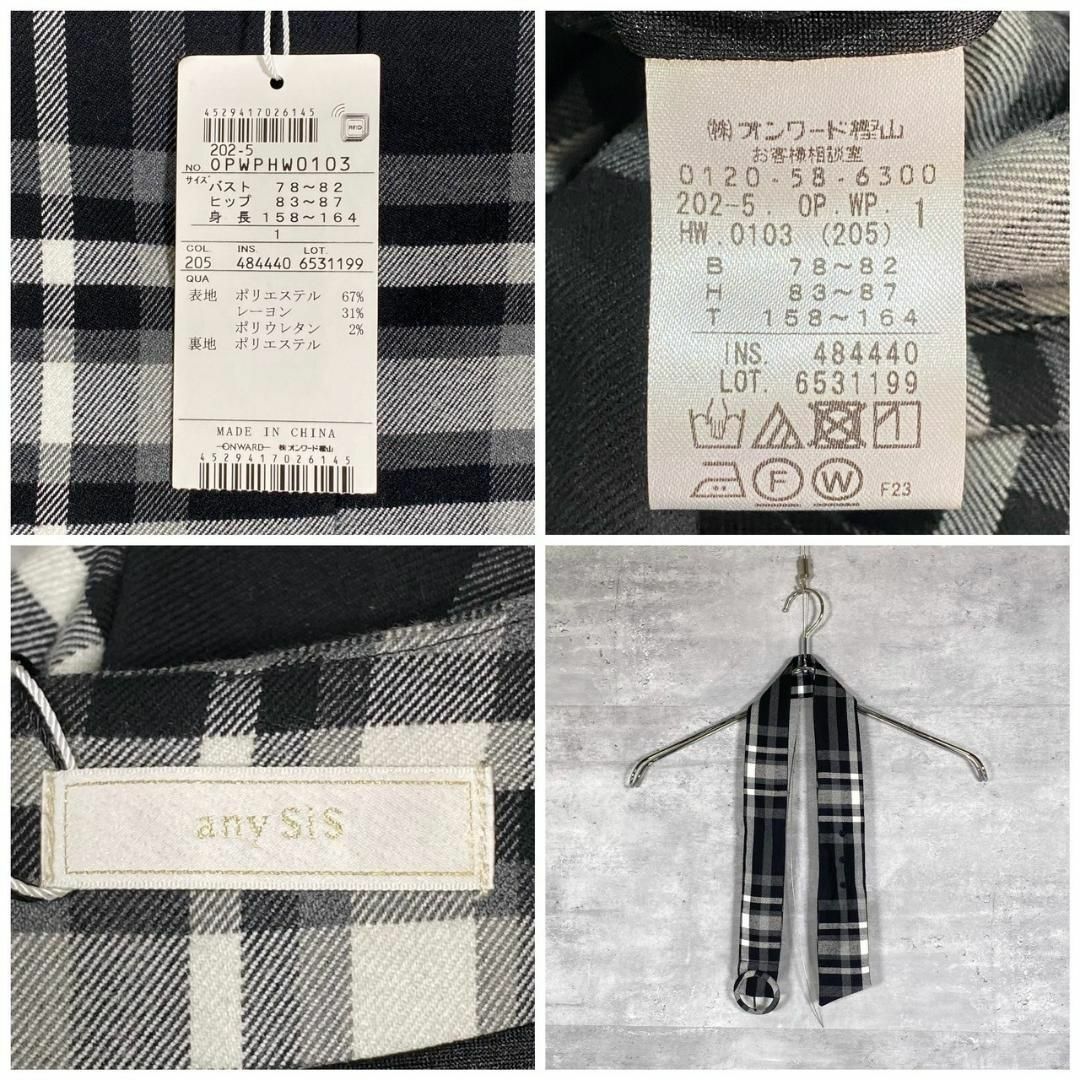 4529417026145
RFID
202-5
NO. OPWPHW0103
サイズ バスト 78～82
ヒップ 83～87
身 長 158～164
1
COL. INS. LOT.
205 484440 6531199
QUA
表地 ポリエステル 67%
レーヨン 31%
ポリウレタン 2%
裏地 ポリエステル
MADE IN CHINA
ONWARD 株式オンワード樫山
4529417026145
㈱オンワード樫山
お客様相談室
0120-58-6300
202-5. OP. WP. 1
HW. 0103 (205)
B 78～82
H 83～87
T 158～164
INS. 484440
LOT. 6531199
F W F23
any SiS